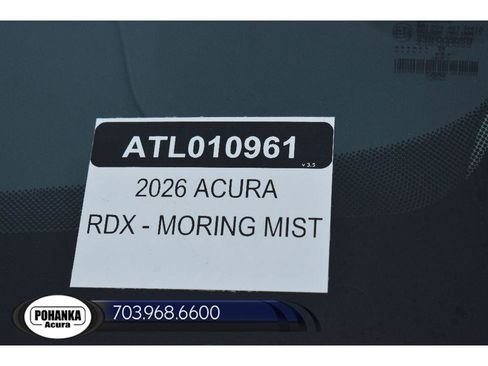 ATL010961
v 3.5
2026 ACURA
RDX - MORING MIST
POHANKA
Acura
703.968.6600